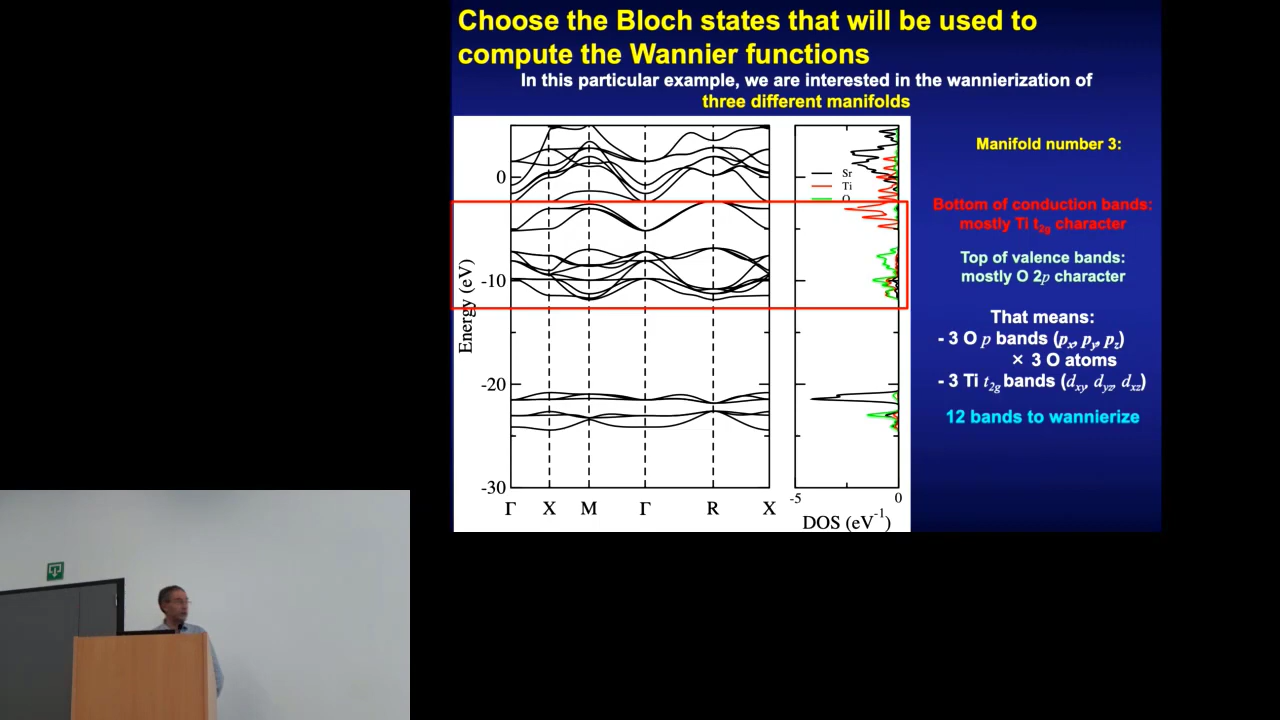 Choose the Bloch states that will be used to
compute the Wannier functions
In this particular example, we are interested in the wannierization of
three different manifolds
Manifold number 3:
Bottom of conduction bands:
mostly Ti t2g character
Top of valence bands:
mostly O 2p character
That means:
- 3 O p bands (px, py, pz)
× 3 O atoms
- 3 Ti t2g bands (dxy, dyz, dxz)
12 bands to wannierize
Energy (eV)
0
-10
-20
-30
Γ X M Γ R X
Sr
Ti
O
-5 0
DOS (eV-1)